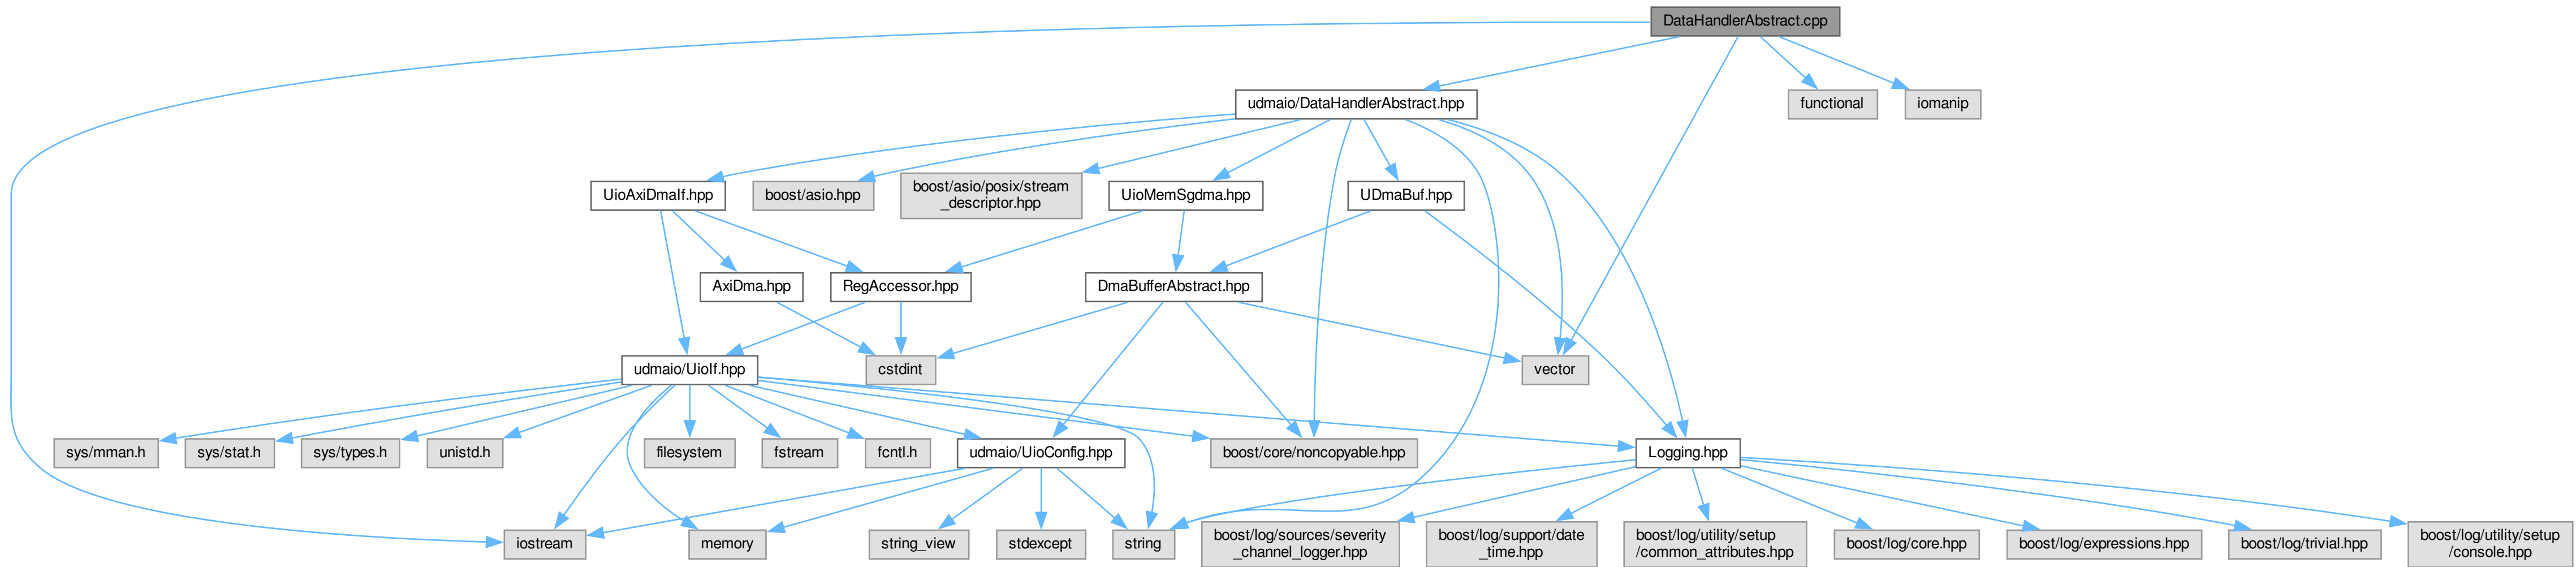 DataHandlerAbstract.cpp
udmaio/DataHandlerAbstract.hpp
functional
iomanip
UioAxiDmaIf.hpp
boost/asio.hpp
boost/asio/posix/stream
_descriptor.hpp
UioMemSgdma.hpp
UDmaBuf.hpp
AxiDma.hpp
RegAccessor.hpp
DmaBufferAbstract.hpp
udmaio/UioIf.hpp
cstdint
vector
sys/mman.h
sys/stat.h
sys/types.h
unistd.h
filesystem
fstream
fcntl.h
udmaio/UioConfig.hpp
boost/core/noncopyable.hpp
Logging.hpp
iostream
memory
string_view
stdexcept
string
boost/log/sources/severity
_channel_logger.hpp
boost/log/support/date
_time.hpp
boost/log/utility/setup
/common_attributes.hpp
boost/log/core.hpp
boost/log/expressions.hpp
boost/log/trivial.hpp
boost/log/utility/setup
/console.hpp